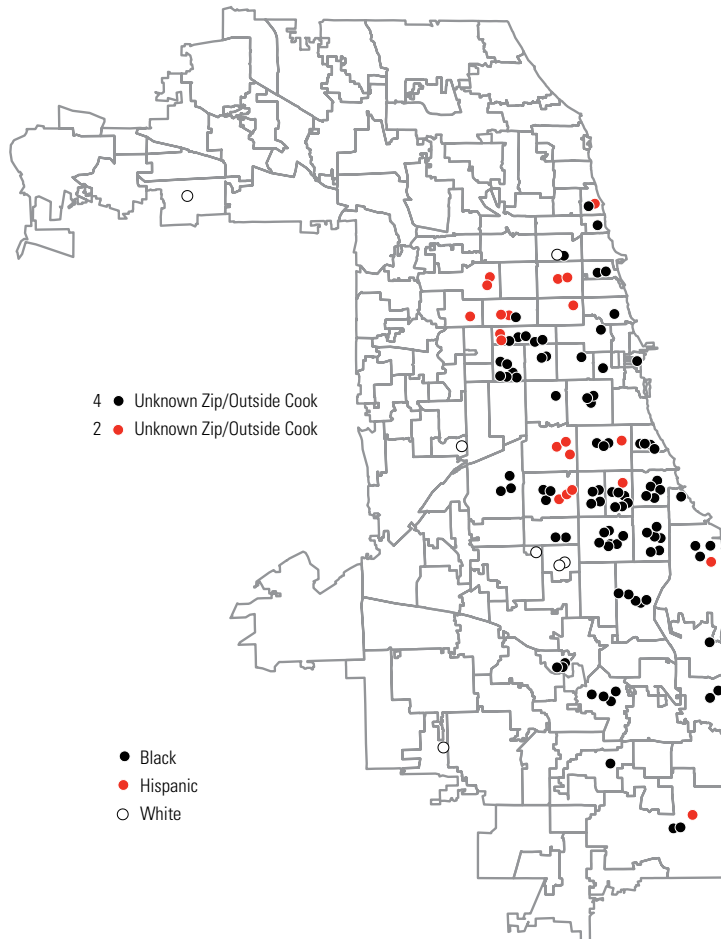 4 ● Unknown Zip/Outside Cook
2 ● Unknown Zip/Outside Cook
Black
Hispanic
White